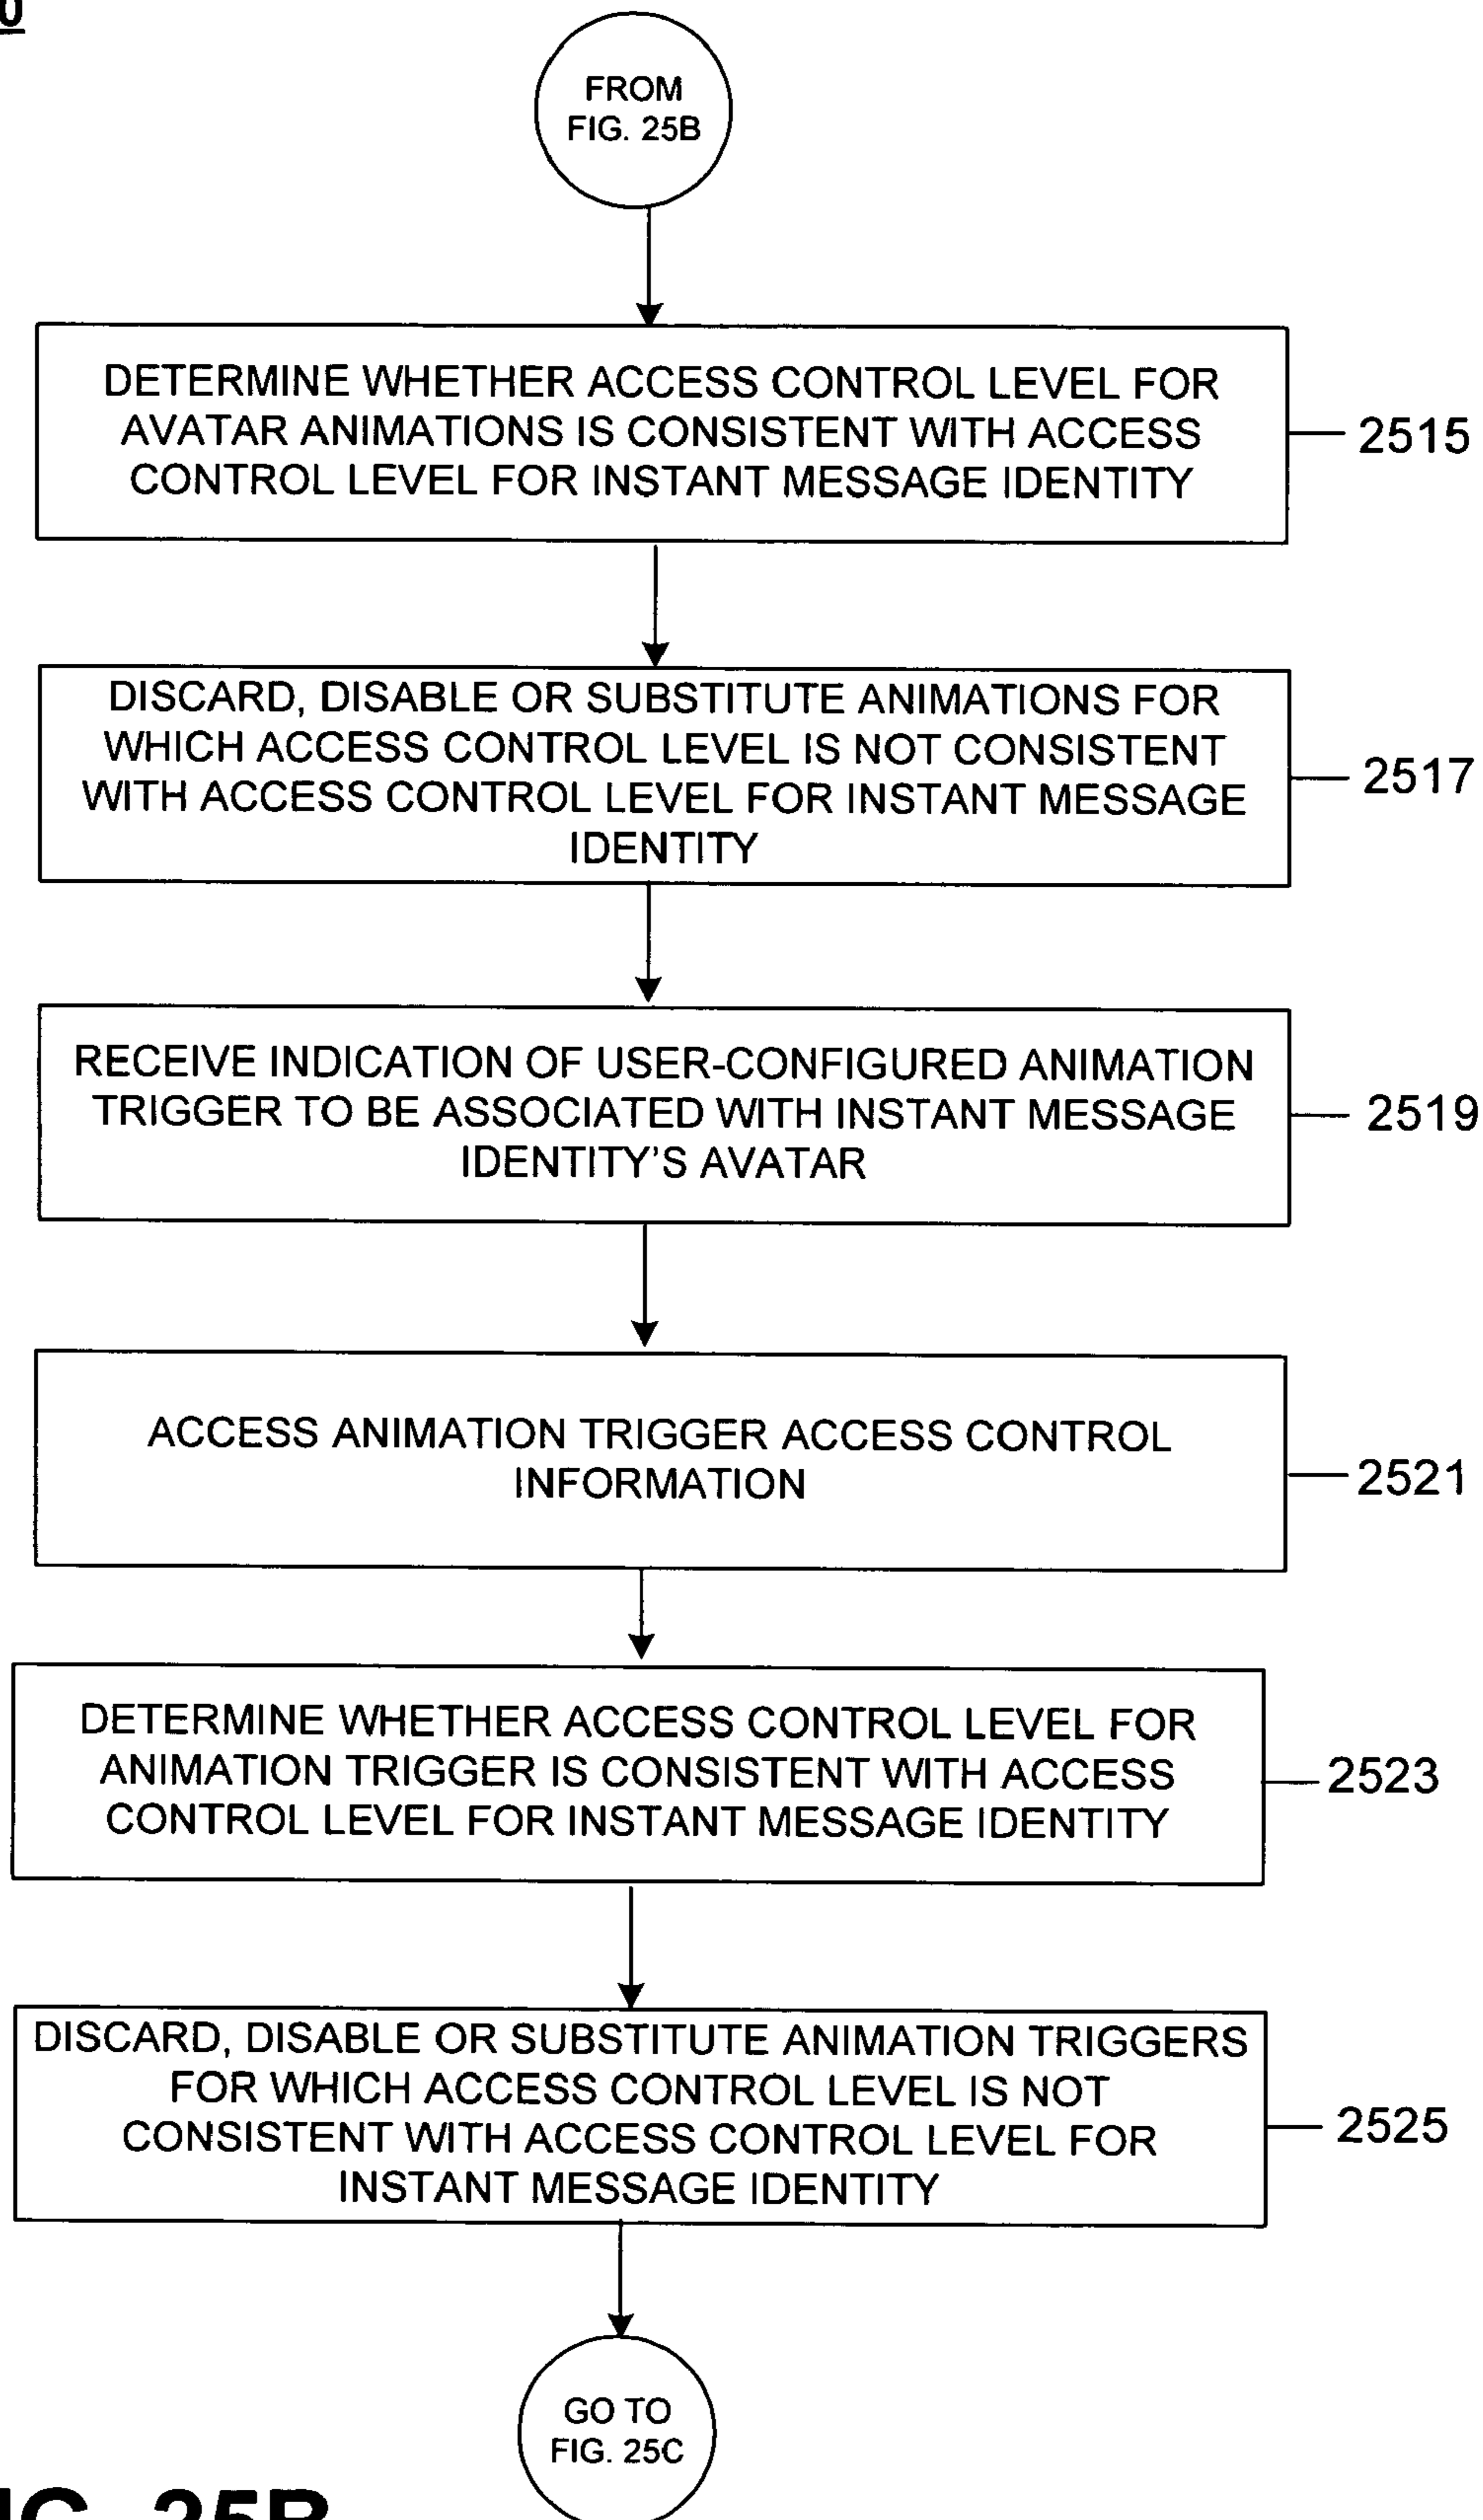 FROM
FIG. 25B
DETERMINE WHETHER ACCESS CONTROL LEVEL FOR
AVATAR ANIMATIONS IS CONSISTENT WITH ACCESS
CONTROL LEVEL FOR INSTANT MESSAGE IDENTITY
2515
DISCARD, DISABLE OR SUBSTITUTE ANIMATIONS FOR
WHICH ACCESS CONTROL LEVEL IS NOT CONSISTENT
WITH ACCESS CONTROL LEVEL FOR INSTANT MESSAGE
IDENTITY
2517
RECEIVE INDICATION OF USER-CONFIGURED ANIMATION
TRIGGER TO BE ASSOCIATED WITH INSTANT MESSAGE
IDENTITY'S AVATAR
2519
ACCESS ANIMATION TRIGGER ACCESS CONTROL
INFORMATION
2521
DETERMINE WHETHER ACCESS CONTROL LEVEL FOR
ANIMATION TRIGGER IS CONSISTENT WITH ACCESS
CONTROL LEVEL FOR INSTANT MESSAGE IDENTITY
2523
DISCARD, DISABLE OR SUBSTITUTE ANIMATION TRIGGERS
FOR WHICH ACCESS CONTROL LEVEL IS NOT
CONSISTENT WITH ACCESS CONTROL LEVEL FOR
INSTANT MESSAGE IDENTITY
2525
GO TO
FIG. 25C
25B